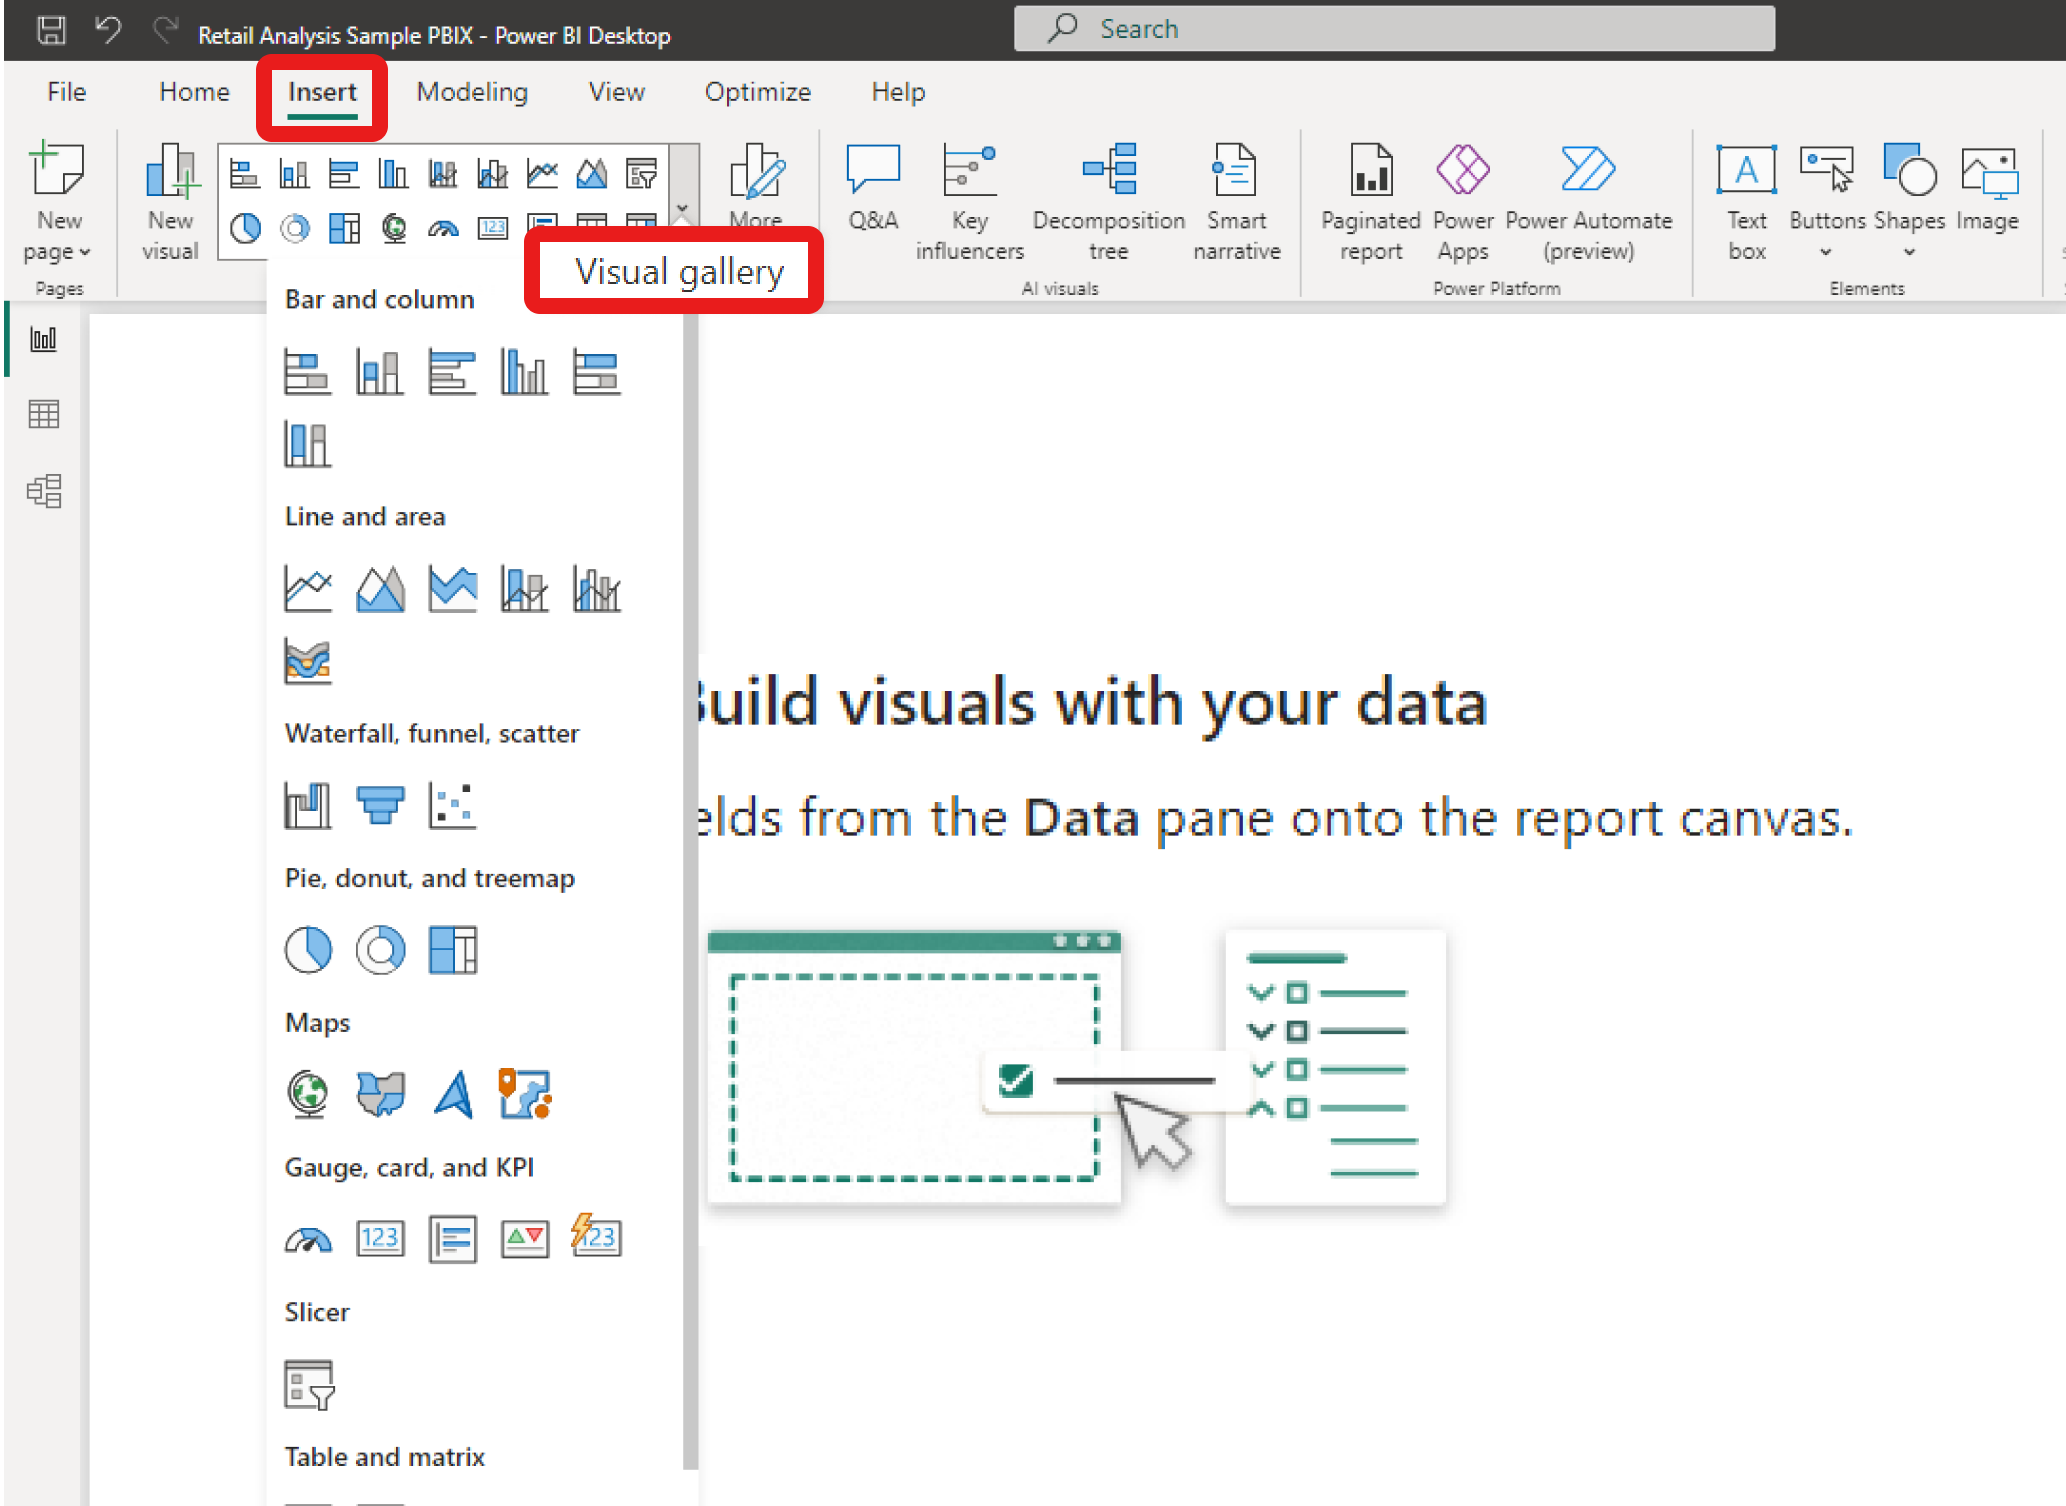 Retail Analysis Sample PBIX - Power BI Desktop
Search
File Home Insert Modeling View Optimize Help
New page
New visual
More
Q&A
Key influencers
Decomposition tree
Smart narrative
Paginated report
Power Apps
Power Automate (preview)
Text box
Buttons
Shapes
Image
Pages
AI visuals
Power Platform
Elements
Visual gallery
Bar and column
Line and area
Waterfall, funnel, scatter
Pie, donut, and treemap
Maps
Gauge, card, and KPI
123
123
123
Slicer
Table and matrix
Build visuals with your data
elds from the Data pane onto the report canvas.